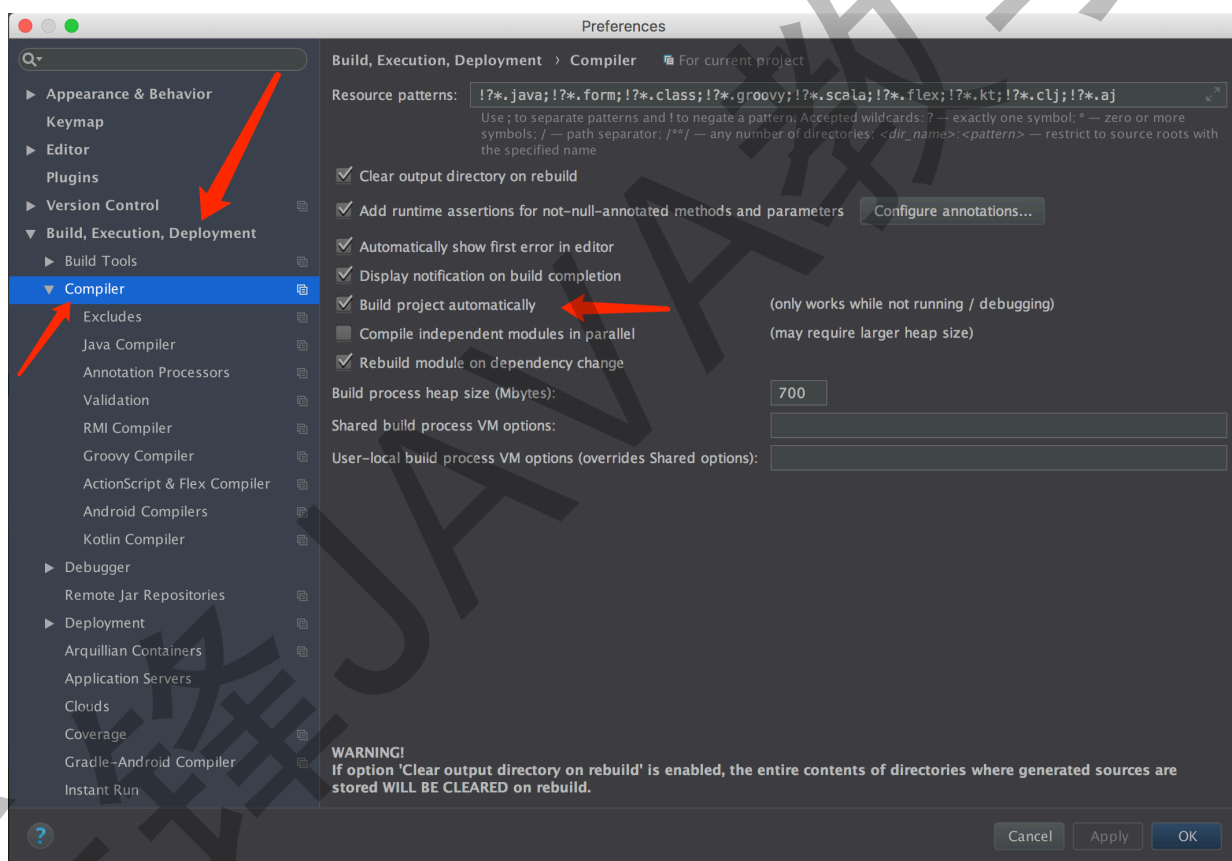 Preferences
Appearance & Behavior
Keymap
Editor
Plugins
Version Control
Build, Execution, Deployment
Build Tools
Compiler
Excludes
Java Compiler
Annotation Processors
Validation
RMI Compiler
Groovy Compiler
ActionScript & Flex Compiler
Android Compilers
Kotlin Compiler
Debugger
Remote Jar Repositories
Deployment
Arquillian Containers
Application Servers
Clouds
Coverage
Gradle-Android Compiler
Instant Run
Build, Execution, Deployment › Compiler For current project
Resource patterns: !?*.java;!?*.form;!?*.class;!?*.groovy;!?*.scala;!?*.flex;!?*.kt;!?*.clj;!?*.aj
Use ; to separate patterns and ! to negate a pattern. Accepted wildcards: ? — exactly one symbol; * — zero or more
symbols; / — path separator; /**/ — any number of directories; <dir_name>:<pattern> — restrict to source roots with
the specified name
Clear output directory on rebuild
Add runtime assertions for not-null-annotated methods and parameters Configure annotations...
Automatically show first error in editor
Display notification on build completion
Build project automatically (only works while not running / debugging)
Compile independent modules in parallel (may require larger heap size)
Rebuild module on dependency change
Build process heap size (Mbytes): 700
Shared build process VM options:
User-local build process VM options (overrides Shared options):
WARNING!
If option 'Clear output directory on rebuild' is enabled, the entire contents of directories where generated sources are
stored WILL BE CLEARED on rebuild.
? Cancel Apply OK
锋JAVA教